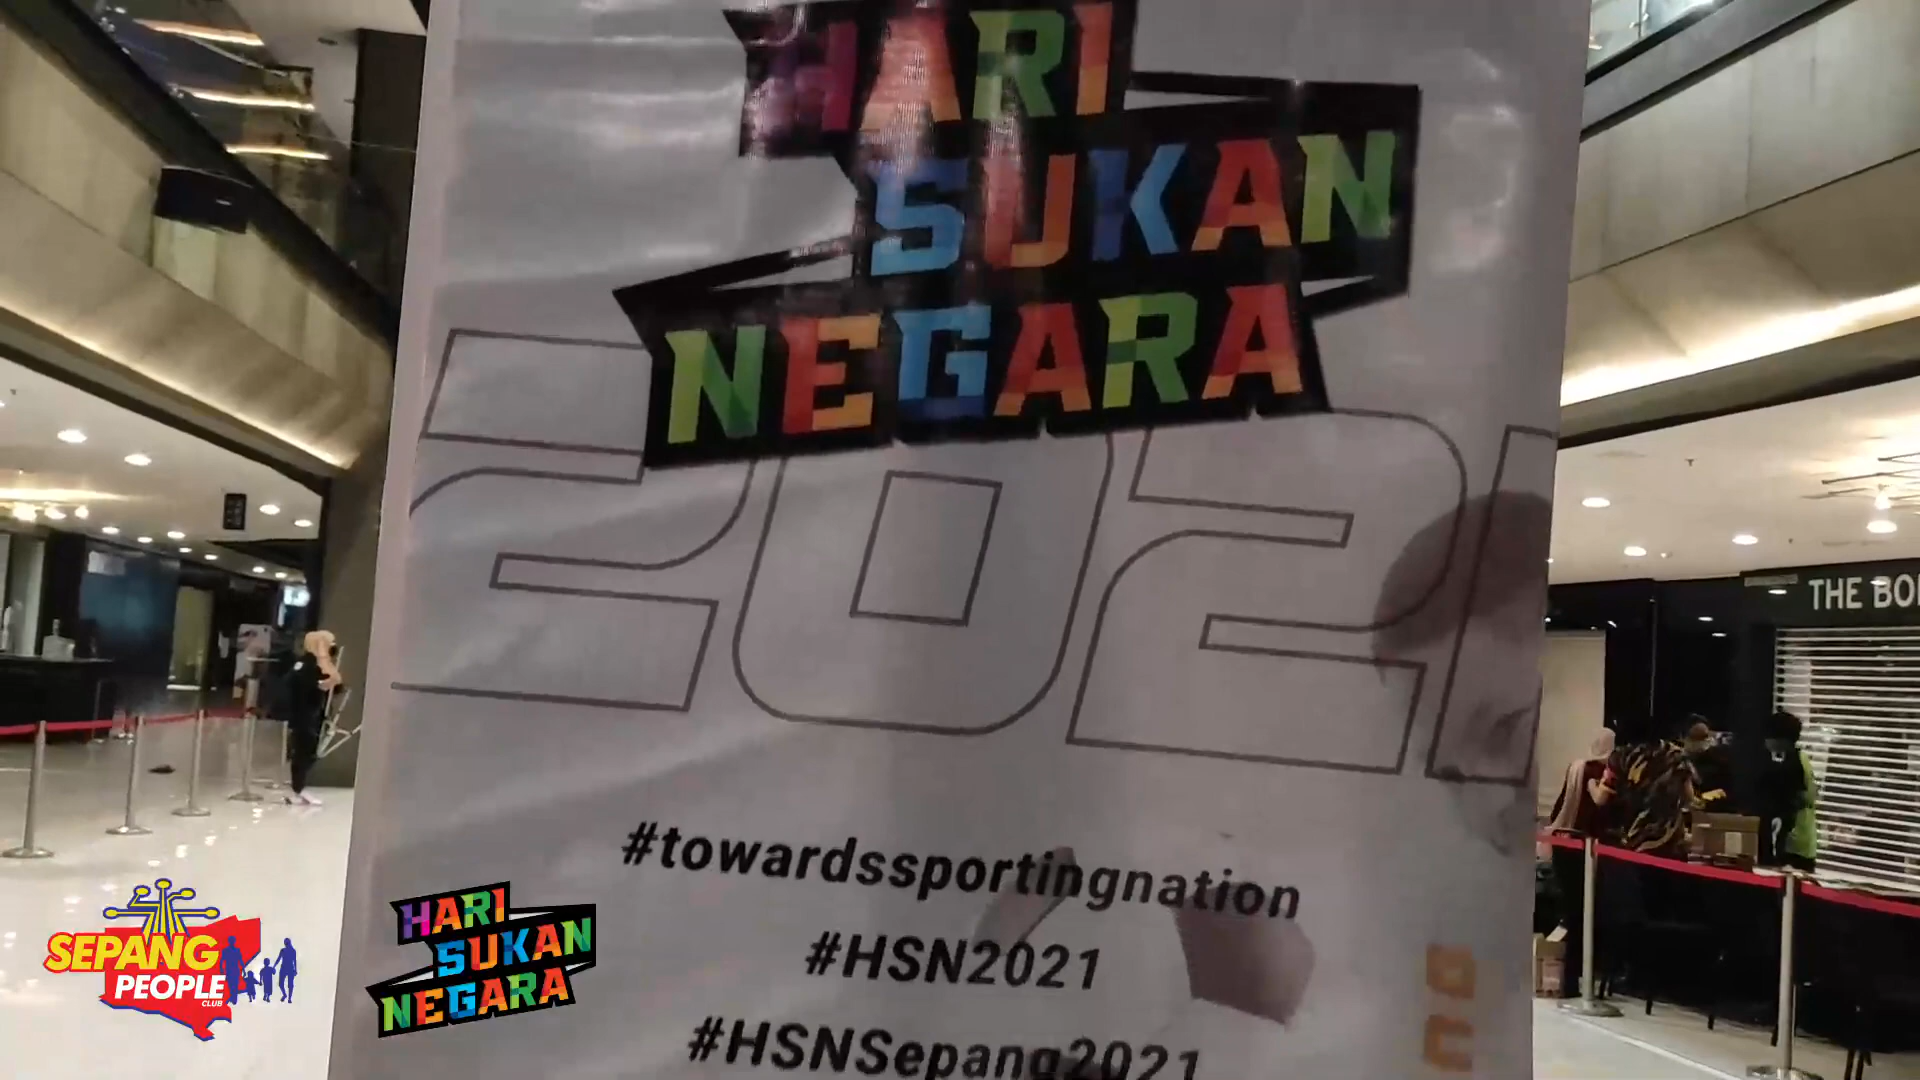 HARI
SUKAN
NEGARA
2021
THE BO
#towardssportingnation
#HSN2021
#HSNSepang2021
SEPANG
PEOPLE
CLUB
HARI
SUKAN
NEGARA